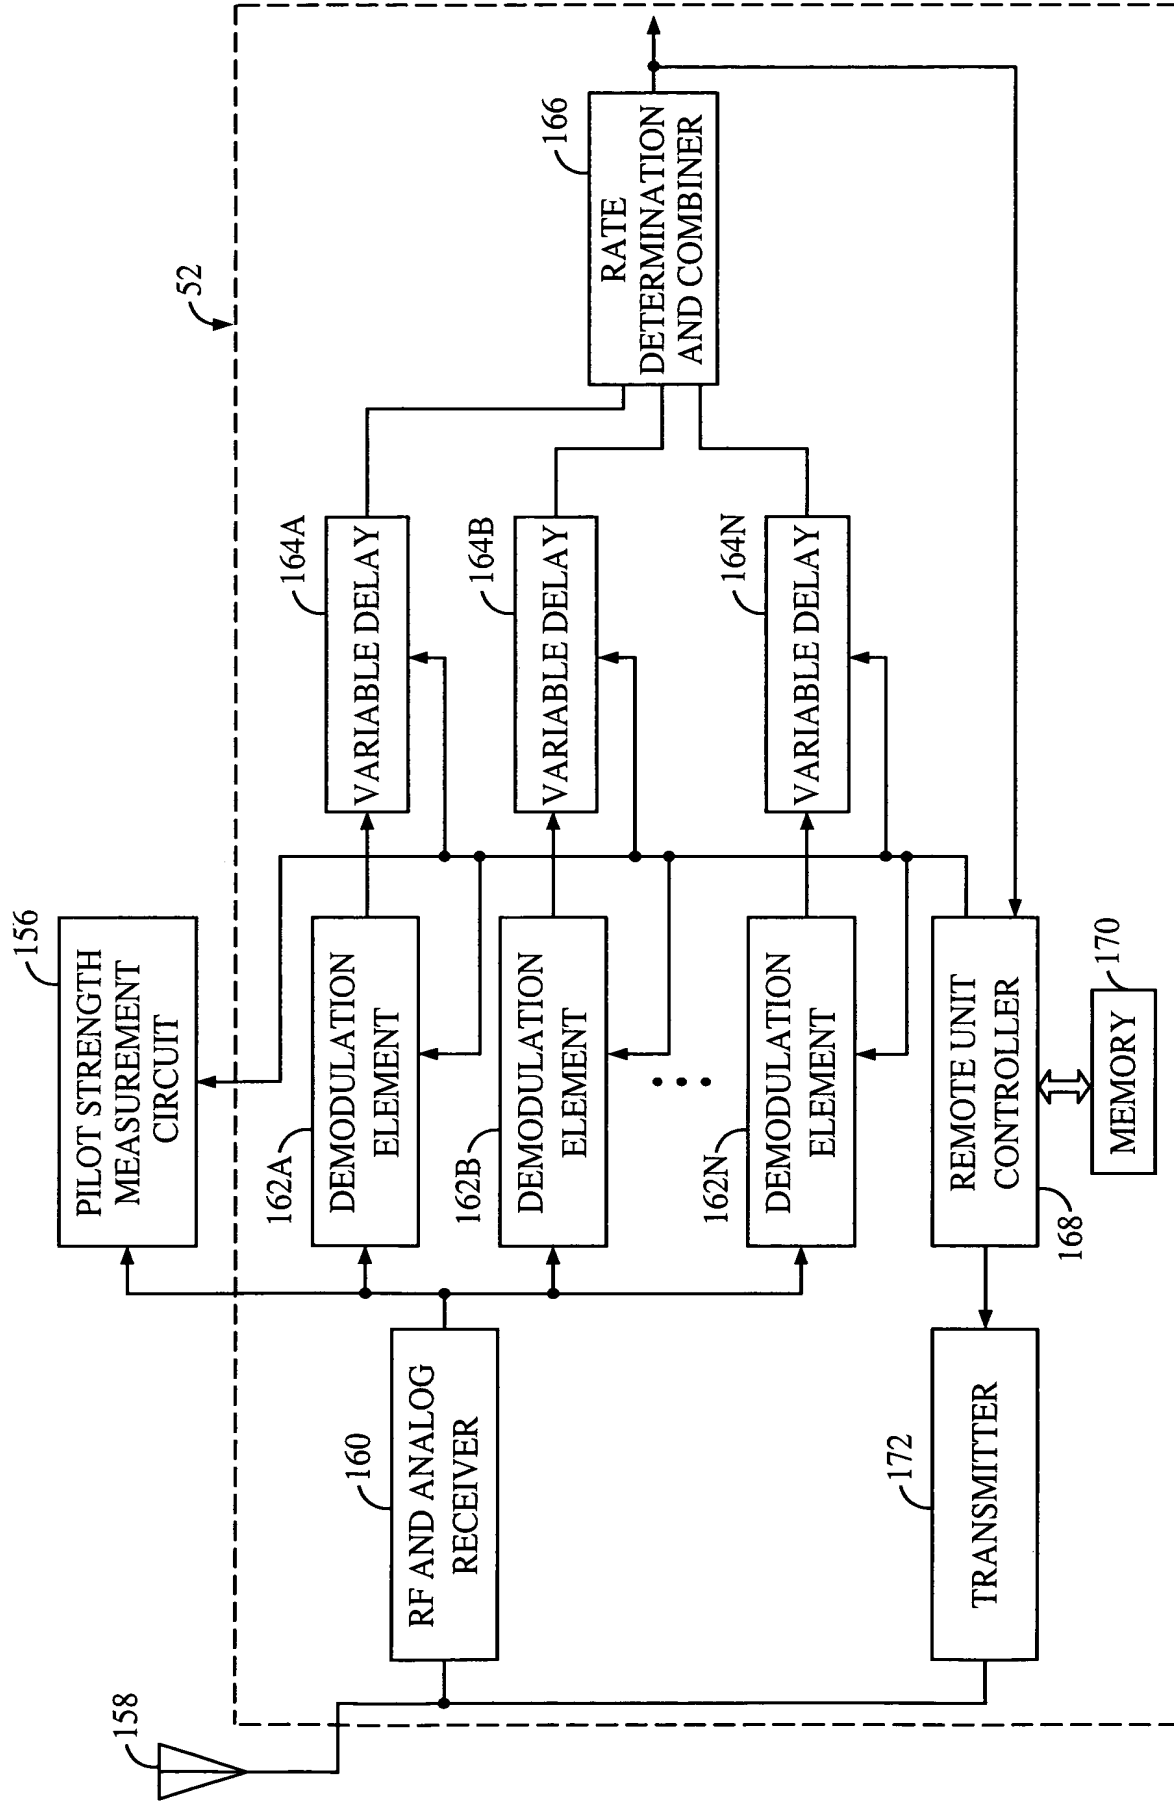 158
52
156
PILOT STRENGTH
MEASUREMENT
CIRCUIT
160
RF AND ANALOG
RECEIVER
162A
DEMODULATION
ELEMENT
164A
VARIABLE DELAY
162B
DEMODULATION
ELEMENT
164B
VARIABLE DELAY
162N
DEMODULATION
ELEMENT
164N
VARIABLE DELAY
166
RATE
DETERMINATION
AND COMBINER
172
TRANSMITTER
REMOTE UNIT
CONTROLLER
168
170
MEMORY